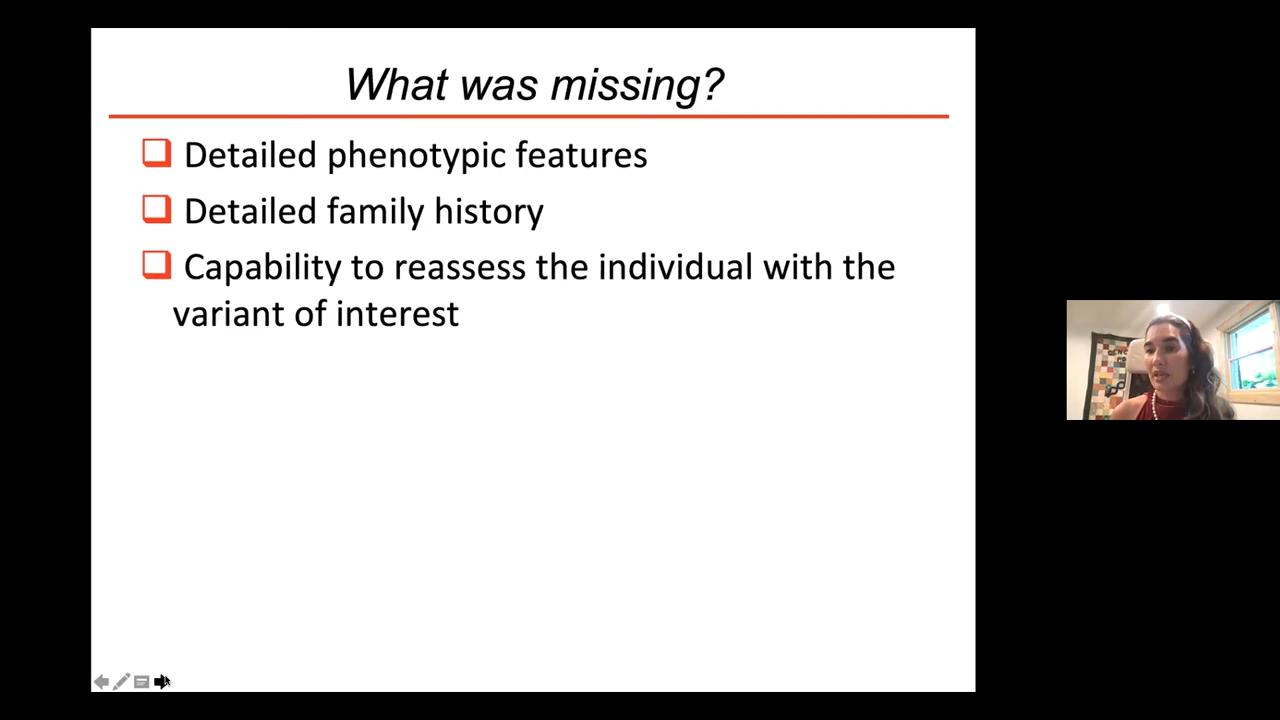 What was missing?
Detailed phenotypic features
Detailed family history
Capability to reassess the individual with the
variant of interest